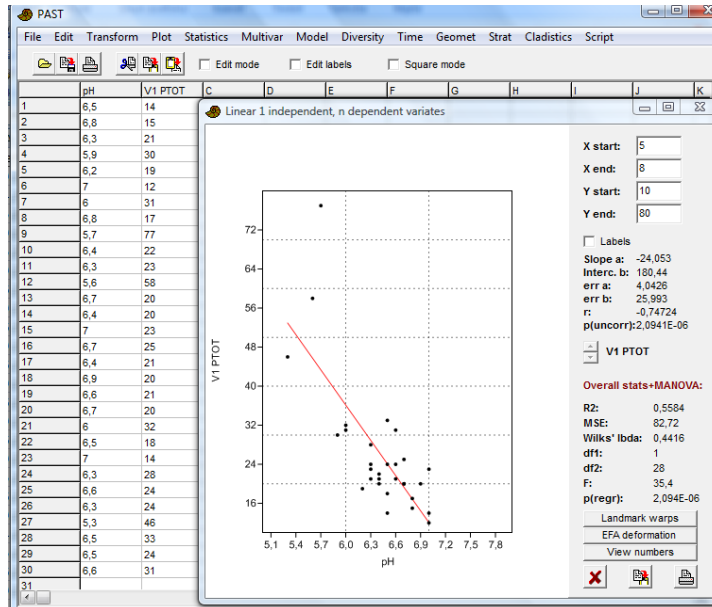 PAST
File Edit Transform Plot Statistics Multivar Model Diversity Time Geomet Strat Cladistics Script
Edit mode Edit labels Square mode
pH V1 PTOT C D E F G H I J K
1 6,5 14
2 6,8 15
3 6,3 21
4 5,9 30
5 6,2 19
6 7 12
7 6 31
8 6,8 17
9 5,7 77
10 6,4 22
11 6,3 23
12 5,6 58
13 6,7 20
14 6,4 20
15 7 23
16 6,7 25
17 6,4 21
18 6,9 20
19 6,6 21
20 6,7 20
21 6 32
22 6,5 18
23 7 14
24 6,3 28
25 6,6 24
26 6,3 24
27 5,3 46
28 6,5 33
29 6,5 24
30 6,6 31
31
Linear 1 independent, n dependent variates
72
64
56
48
40
32
24
16
V1 PTOT
5,1 5,4 5,7 6,0 6,3 6,6 6,9 7,2 7,5 7,8
pH
X start: 5
X end: 8
Y start: 10
Y end: 80
Labels
Slope a: -24,053
Interc. b: 180,44
err a: 4,0426
err b: 25,993
r: -0,74724
p(uncorr): 2,0941E-06
V1 PTOT
Overall stats+MANOVA:
R2: 0,5584
MSE: 82,72
Wilks' lbda: 0,4416
df1: 1
df2: 28
F: 35,4
p(regr): 2,094E-06
Landmark warps
EFA deformation
View numbers